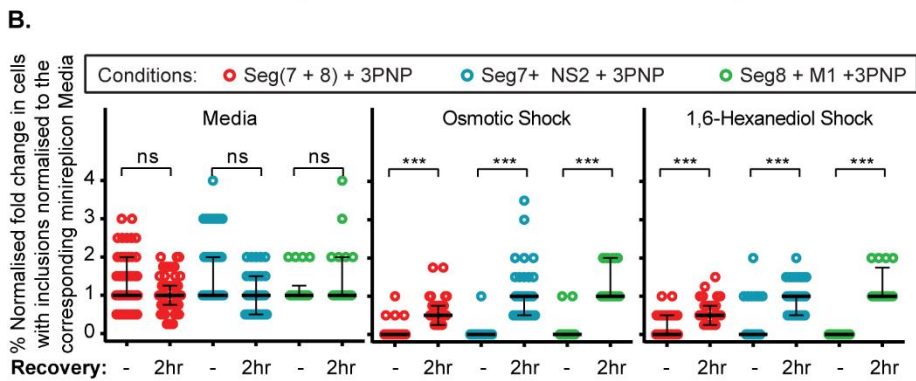 B.
% Normalised fold change in cells
with inclusions normalised to the
corresponding minireplicon Media
Conditions: Seg(7 + 8) + 3PNP Seg7+ NS2 + 3PNP Seg8 + M1 +3PNP
Media Osmotic Shock 1,6-Hexanediol Shock
ns ns ns *** *** *** *** *** ***
4
3
2
1
0
Recovery: - 2hr - 2hr - 2hr - 2hr - 2hr - 2hr - 2hr - 2hr - 2hr